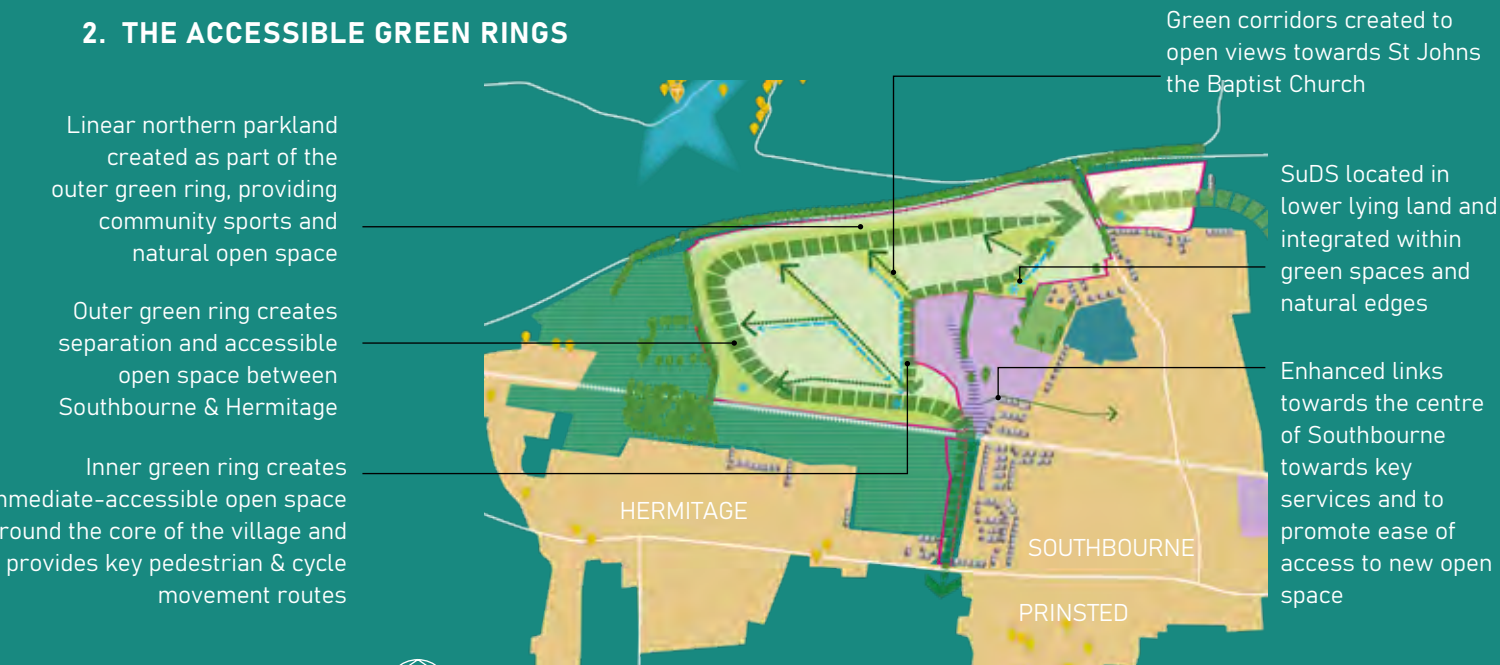 2. THE ACCESSIBLE GREEN RINGS
Linear northern parkland
created as part of the
outer green ring, providing
community sports and
natural open space
Outer green ring creates
separation and accessible
open space between
Southbourne & Hermitage
Inner green ring creates
mmediate-accessible open space
round the core of the village and
provides key pedestrian & cycle
movement routes
Green corridors created to
open views towards St Johns
the Baptist Church
SuDS located in
lower lying land and
integrated within
green spaces and
natural edges
Enhanced links
towards the centre
of Southbourne
towards key
services and to
promote ease of
access to new open
space
HERMITAGE
SOUTHBOURNE
PRINSTED